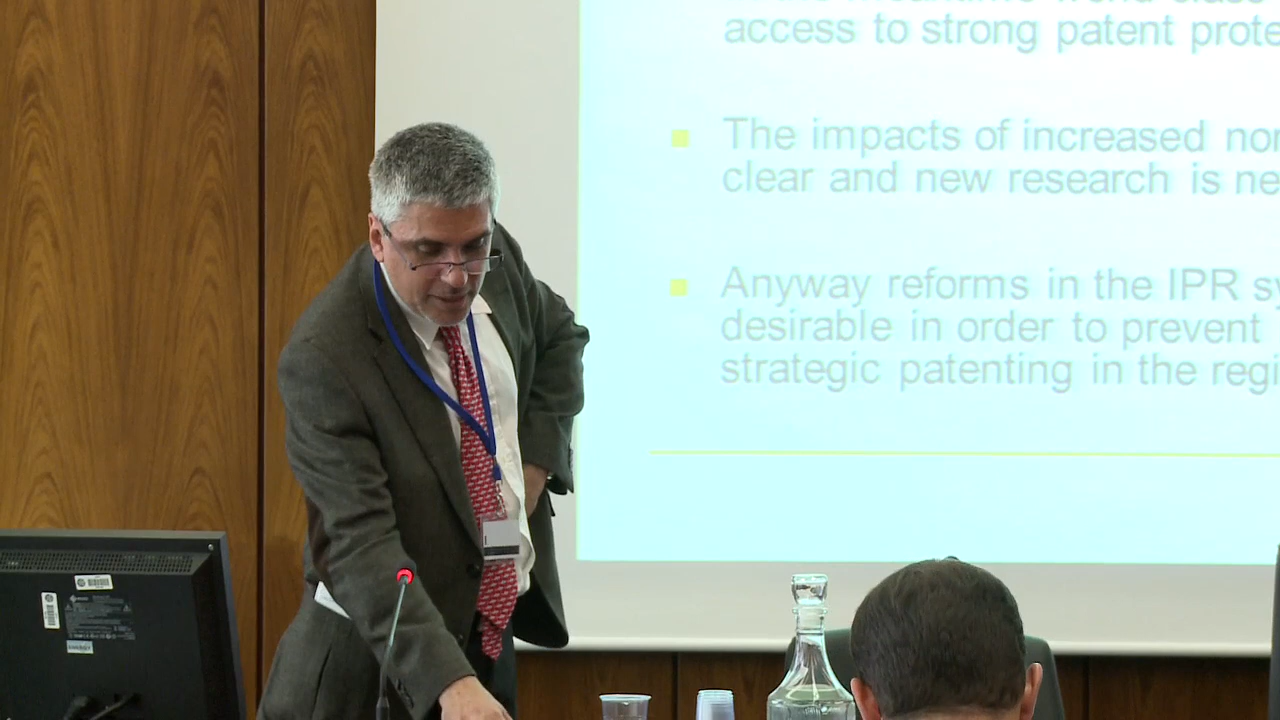 access to strong patent prote
The impacts of increased nor
clear and new research is ne
Anyway reforms in the IPR sy
desirable in order to prevent
strategic patenting in the regi